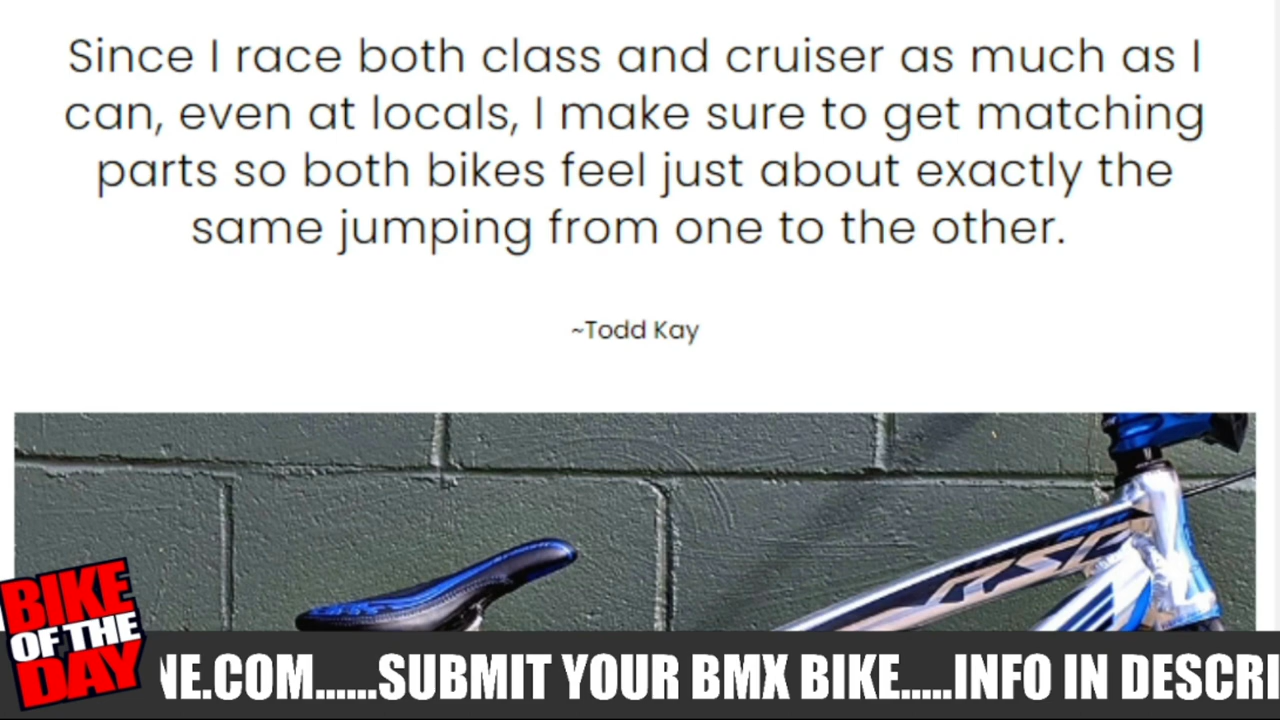 Since I race both class and cruiser as much as I
can, even at locals, I make sure to get matching
parts so both bikes feel just about exactly the
same jumping from one to the other.
~Todd Kay
RSD
BIKE
OF THE
DAY
NE.COM......SUBMIT YOUR BMX BIKE.....INFO IN DESCRI